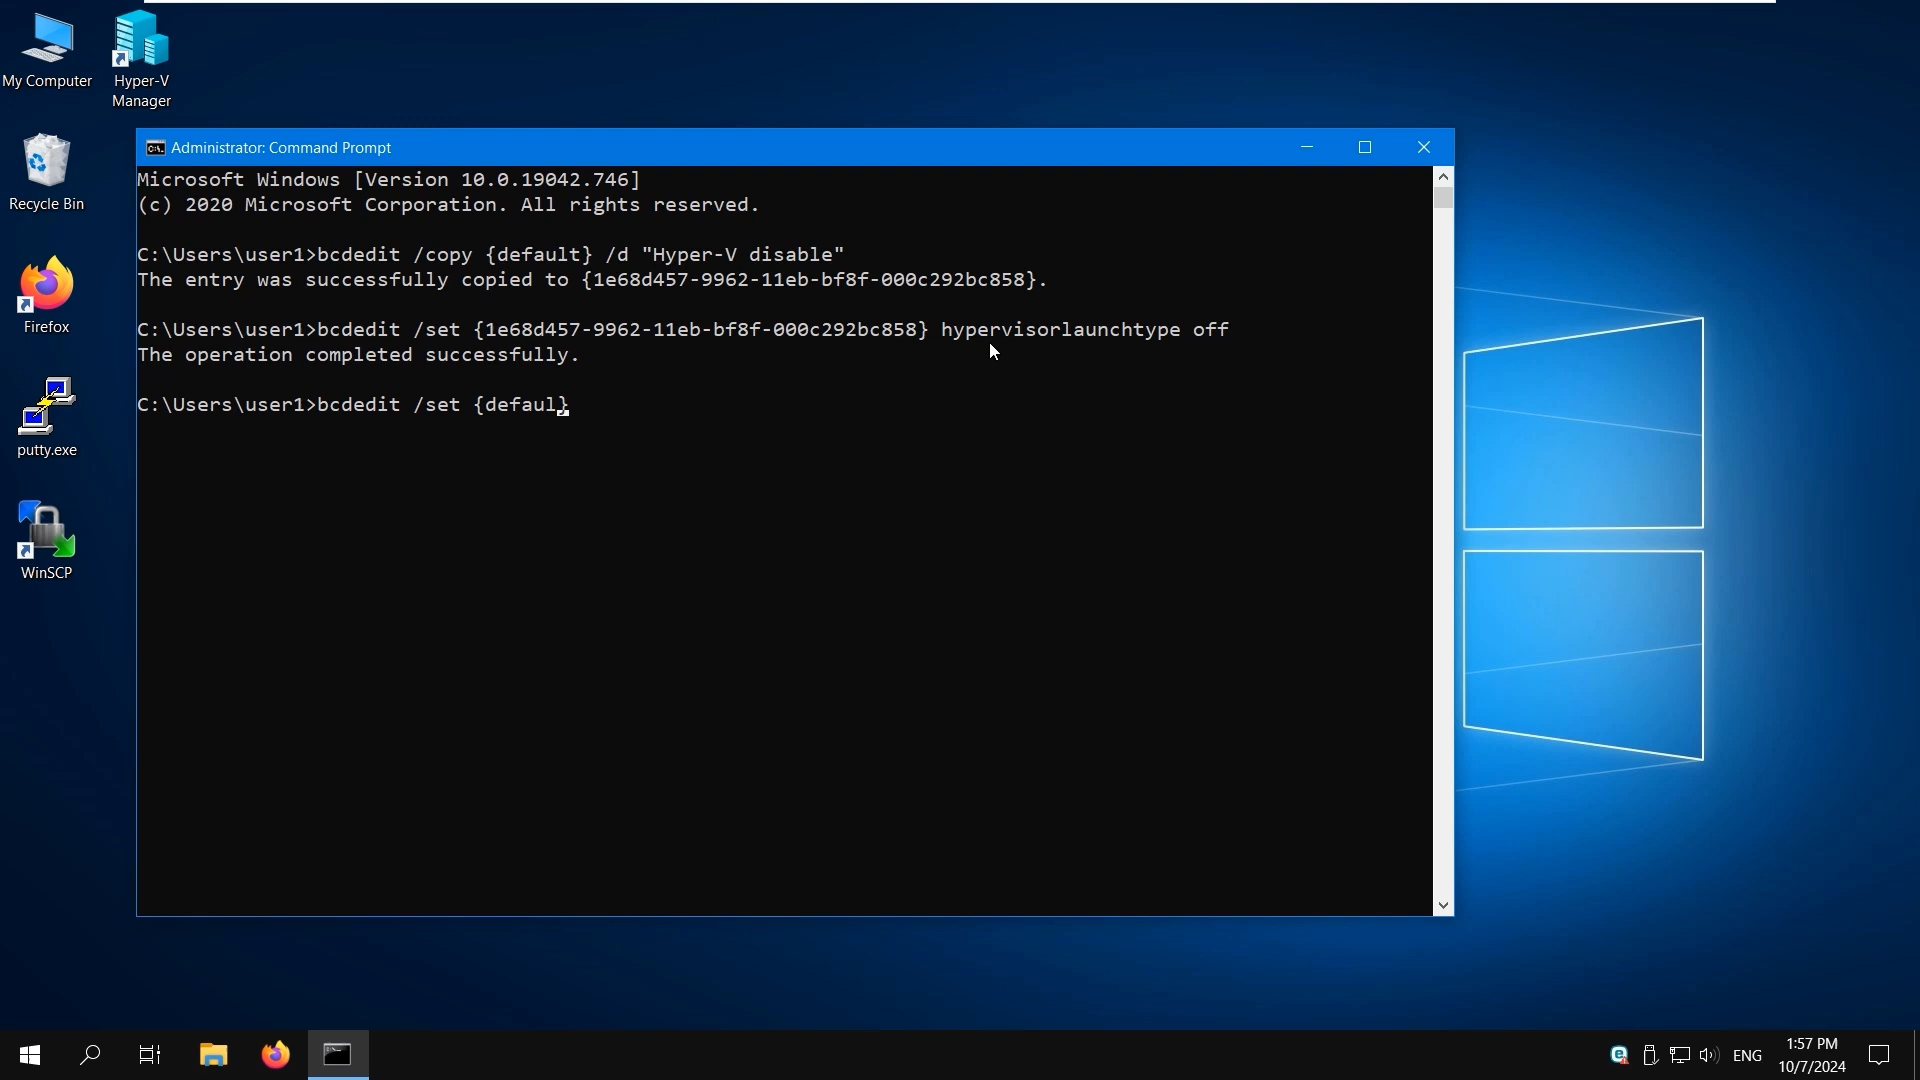 My Computer
Hyper-V
Manager
Recycle Bin
Firefox
putty.exe
WinSCP
Administrator: Command Prompt
Microsoft Windows [Version 10.0.19042.746]
(c) 2020 Microsoft Corporation. All rights reserved.
C:\Users\user1>bcdedit /copy {default} /d "Hyper-V disable"
The entry was successfully copied to {1e68d457-9962-11eb-bf8f-000c292bc858}.
C:\Users\user1>bcdedit /set {1e68d457-9962-11eb-bf8f-000c292bc858} hypervisorlaunchtype off
The operation completed successfully.
C:\Users\user1>bcdedit /set {defaul}
ENG
1:57 PM
10/7/2024